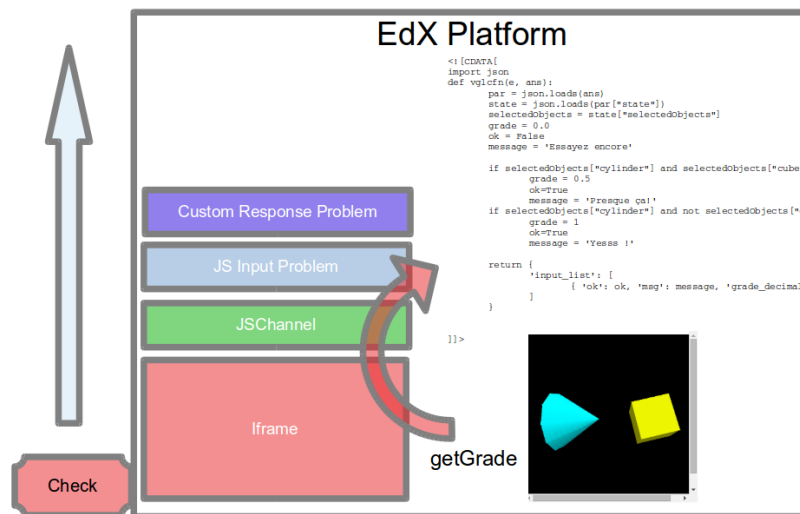 EdX Platform
<![CDATA[
import json
def vglcfn(e, ans):
par = json.loads(ans)
state = json.loads(par["state"])
selectedObjects = state["selectedObjects"]
grade = 0.0
ok = False
message = 'Essayez encore'
if selectedObjects["cylinder"] and selectedObjects["cube
grade = 0.5
ok=True
message = 'Presque ça!'
if selectedObjects["cylinder"] and not selectedObjects["
grade = 1
ok=True
message = 'Yesss !'
return {
'input_list': [
{ 'ok': ok, 'msg': message, 'grade_decimal
]
}
]]>
Custom Response Problem
JS Input Problem
JSChannel
Iframe
getGrade
Check